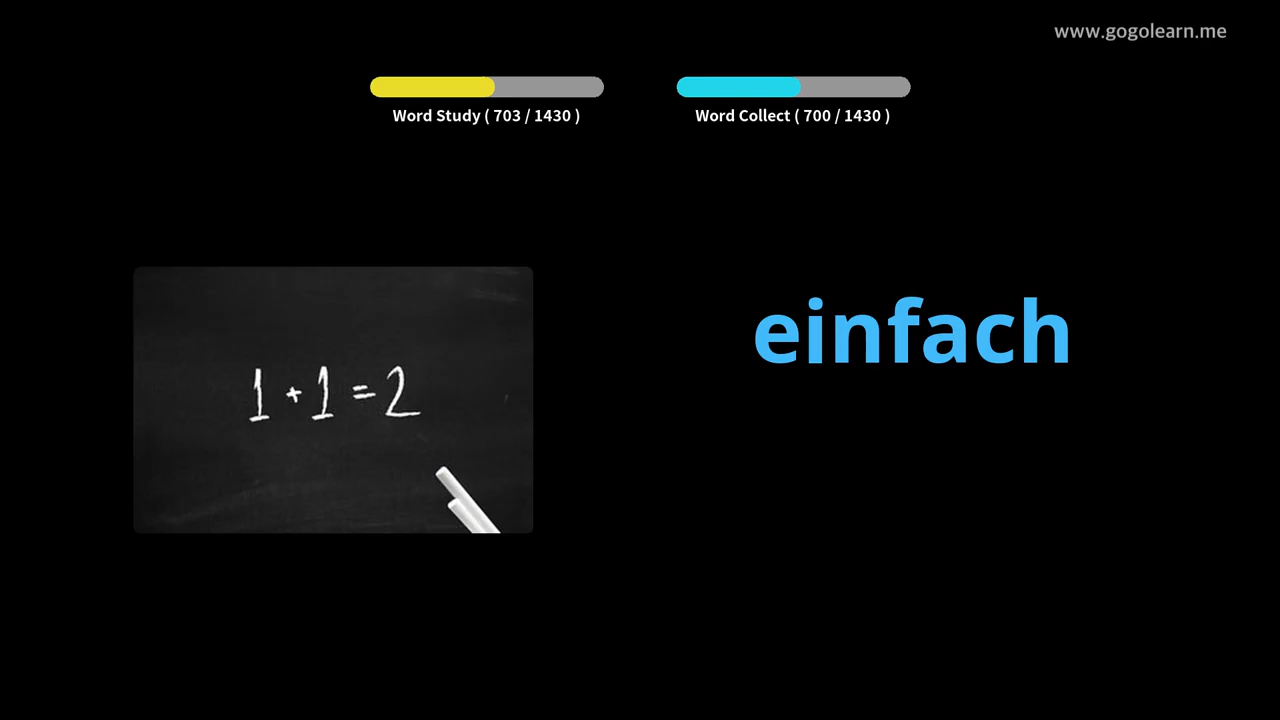 www.gogolearn.me
Word Study ( 703 / 1430 )
Word Collect ( 700 / 1430 )
1 + 1 = 2
einfach